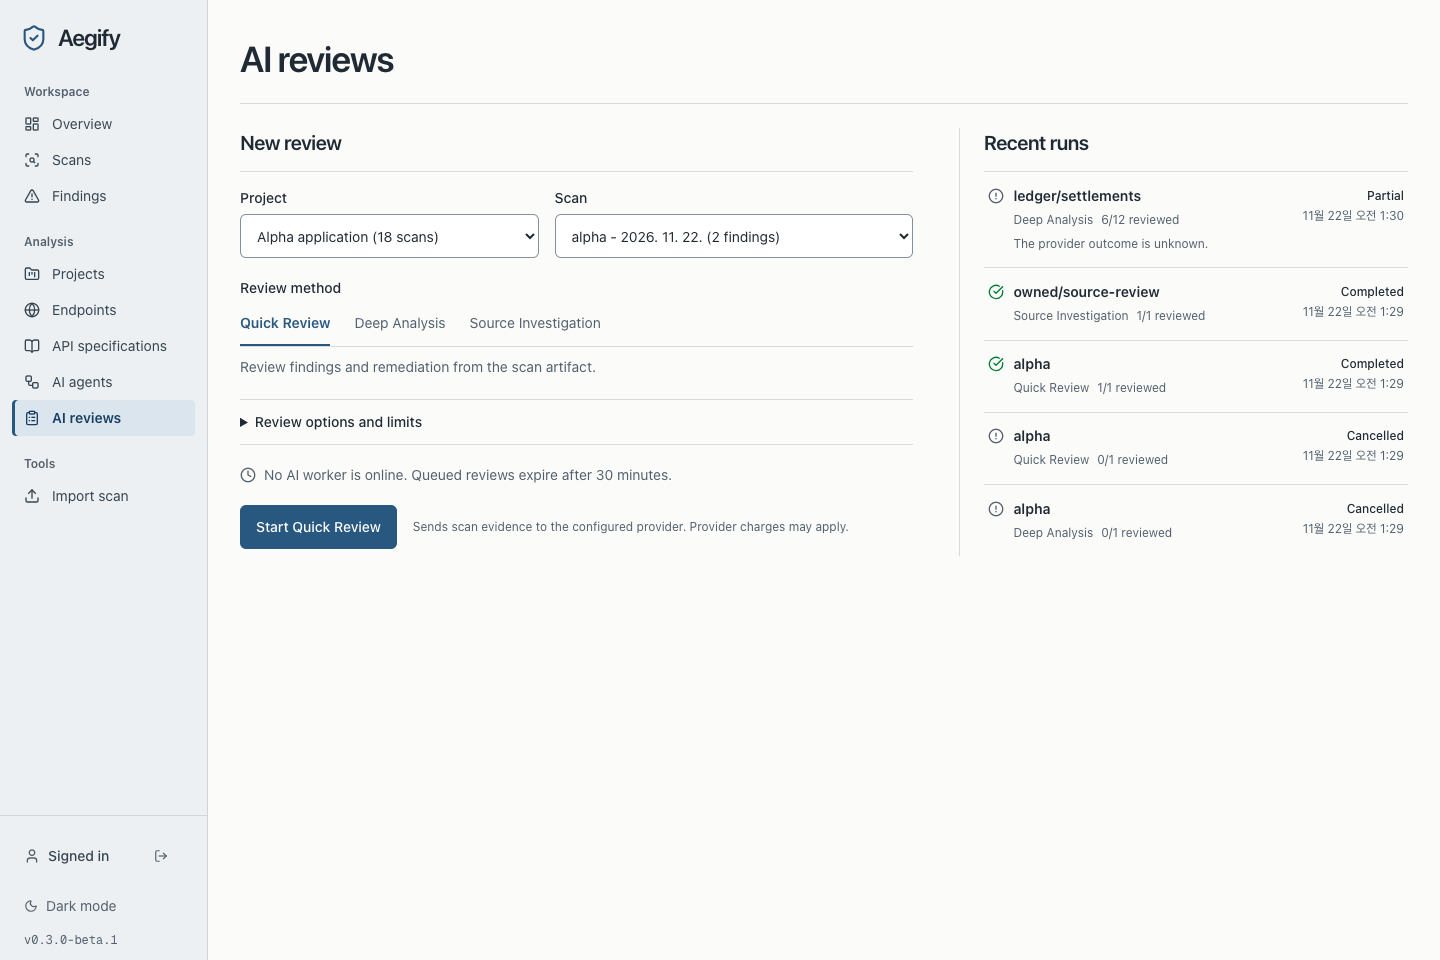 Aegify
Workspace
Overview
Scans
Findings
Analysis
Projects
Endpoints
API specifications
AI agents
AI reviews
Tools
Import scan
Signed in
Dark mode
v0.3.0-beta.1
AI reviews
New review
Project
Scan
Alpha application (18 scans)
alpha - 2026. 11. 22. (2 findings)
Review method
Quick Review
Deep Analysis
Source Investigation
Review findings and remediation from the scan artifact.
Review options and limits
No AI worker is online. Queued reviews expire after 30 minutes.
Start Quick Review
Sends scan evidence to the configured provider. Provider charges may apply.
Recent runs
ledger/settlements
Partial
Deep Analysis 6/12 reviewed
11월 22일 오전 1:30
The provider outcome is unknown.
owned/source-review
Completed
Source Investigation 1/1 reviewed
11월 22일 오전 1:29
alpha
Completed
Quick Review 1/1 reviewed
11월 22일 오전 1:29
alpha
Cancelled
Quick Review 0/1 reviewed
11월 22일 오전 1:29
alpha
Cancelled
Deep Analysis 0/1 reviewed
11월 22일 오전 1:29